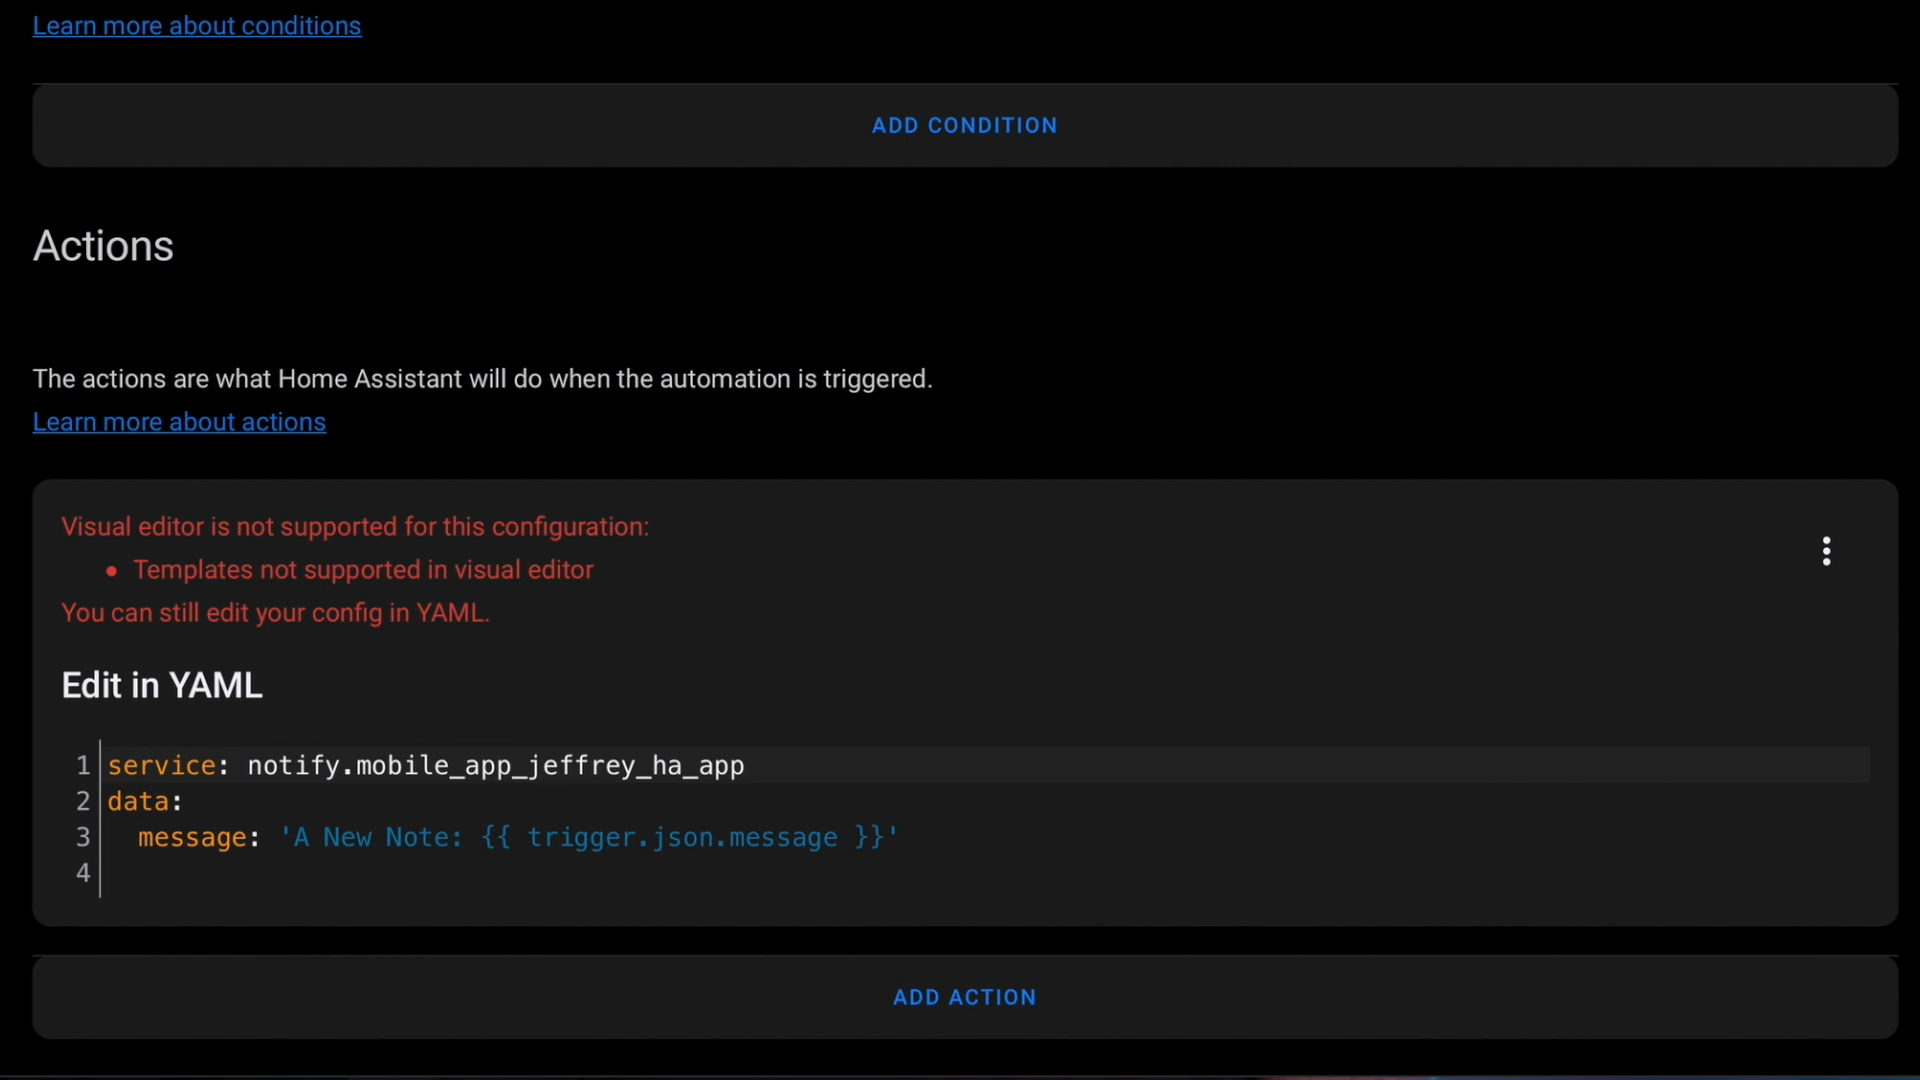 Learn more about conditions
ADD CONDITION
Actions
The actions are what Home Assistant will do when the automation is triggered.
Learn more about actions
Visual editor is not supported for this configuration:
• Templates not supported in visual editor
You can still edit your config in YAML.
Edit in YAML
1 service: notify.mobile_app_jeffrey_ha_app
2 data:
3   message: 'A New Note: {{ trigger.json.message }}'
4
ADD ACTION